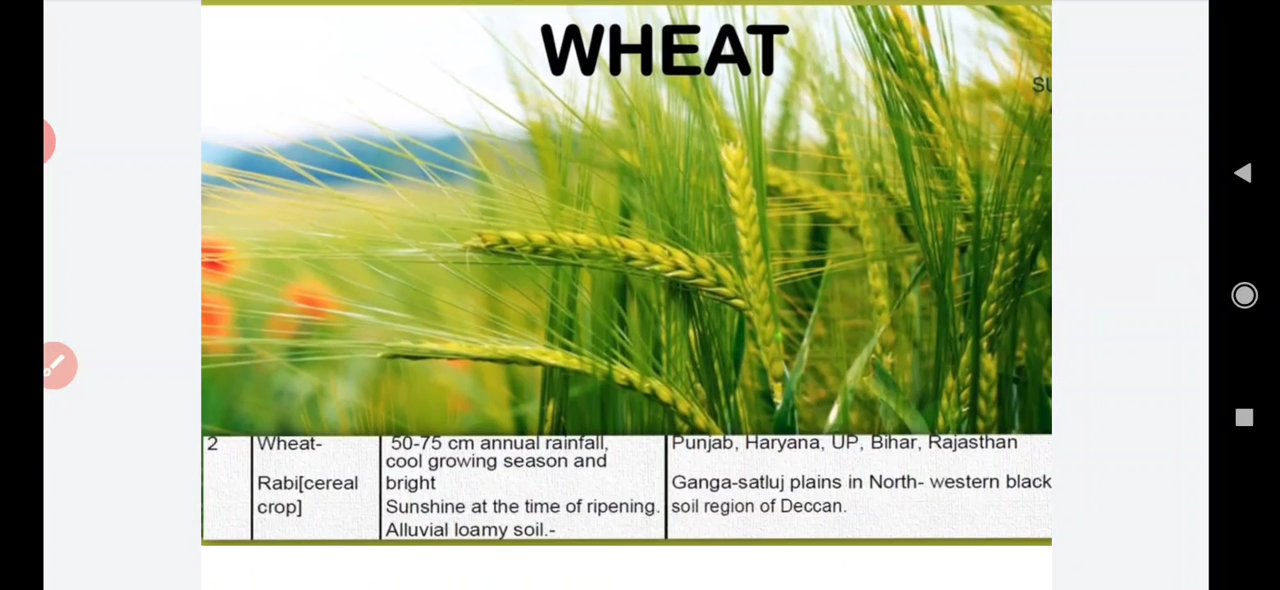 WHEAT
SU
2
Wheat-
Rabi[cereal
crop]
50-75 cm annual rainfall,
cool growing season and
bright
Sunshine at the time of ripening.
Alluvial loamy soil.-
Punjab, Haryana, UP, Bihar, Rajasthan
Ganga-satluj plains in North- western black
soil region of Deccan.